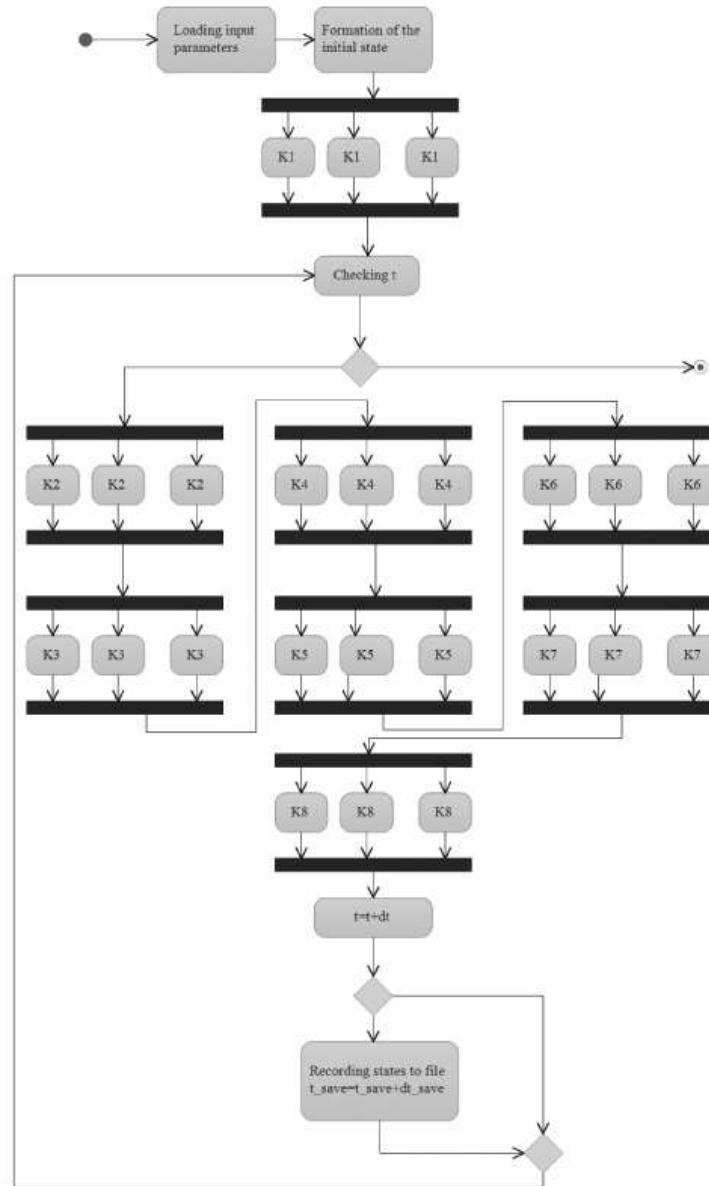 Loading input
parameters
Formation of the
initial state
K1 K1 K1
Checking t
K2 K2 K2
K4 K4 K4
K6 K6 K6
K3 K3 K3
K5 K5 K5
K7 K7 K7
K8 K8 K8
t=t+dt
Recording states to file
t_save=t_save+dt_save